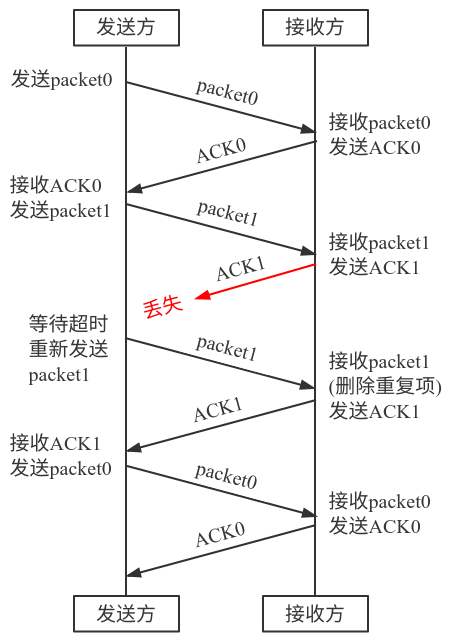 发送方
接收方
发送packet0
packet0
接收packet0
发送ACK0
ACK0
接收ACK0
发送packet1
packet1
接收packet1
发送ACK1
ACK1
丢失
等待超时
重新发送
packet1
packet1
接收packet1
(删除重复项)
发送ACK1
ACK1
接收ACK1
发送packet0
packet0
接收packet0
发送ACK0
ACK0
发送方
接收方